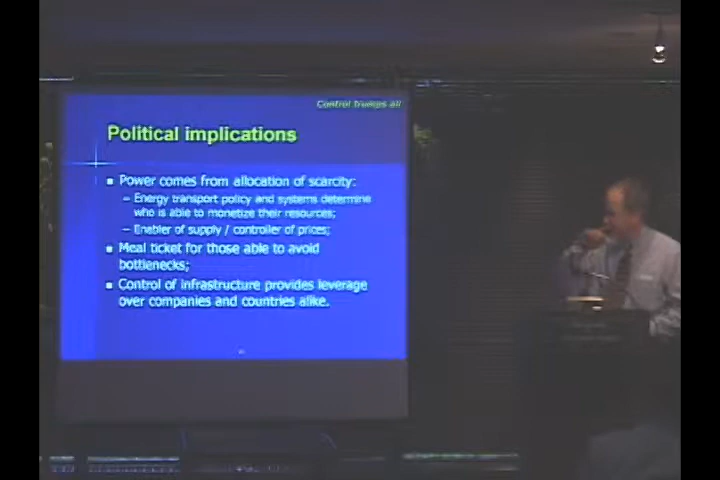 Control trumps all
Political implications
Power comes from allocation of scarcity:
– Energy transport policy and systems determine
who is able to monetize their resources;
– Enabler of supply / controller of prices;
Meal ticket for those able to avoid
bottlenecks;
Control of infrastructure provides leverage
over companies and countries alike.